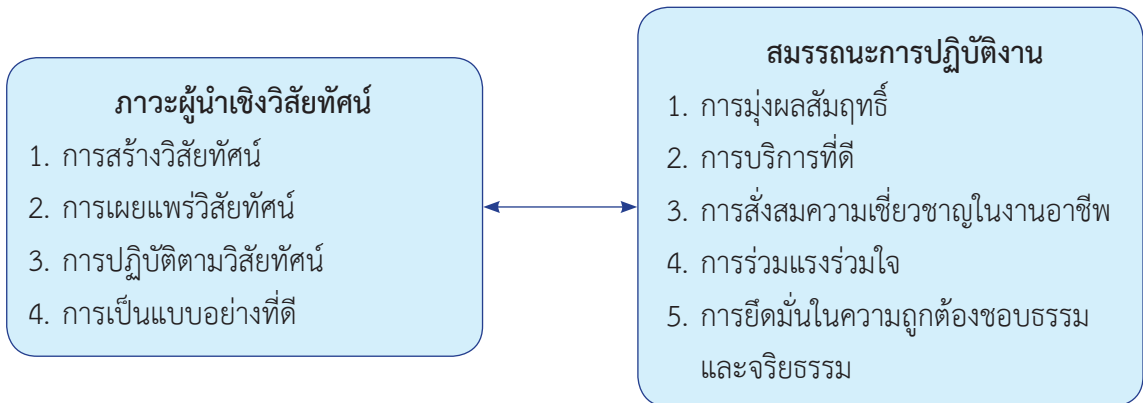 ภาวะผู้นำเชิงวิสัยทัศน์
1. การสร้างวิสัยทัศน์
2. การเผยแพร่วิสัยทัศน์
3. การปฏิบัติตามวิสัยทัศน์
4. การเป็นแบบอย่างที่ดี
สมรรถนะการปฏิบัติงาน
1. การมุ่งผลสัมฤทธิ์
2. การบริการที่ดี
3. การสั่งสมความเชี่ยวชาญในงานอาชีพ
4. การร่วมแรงร่วมใจ
5. การยึดมั่นในความถูกต้องชอบธรรม
และจริยธรรม